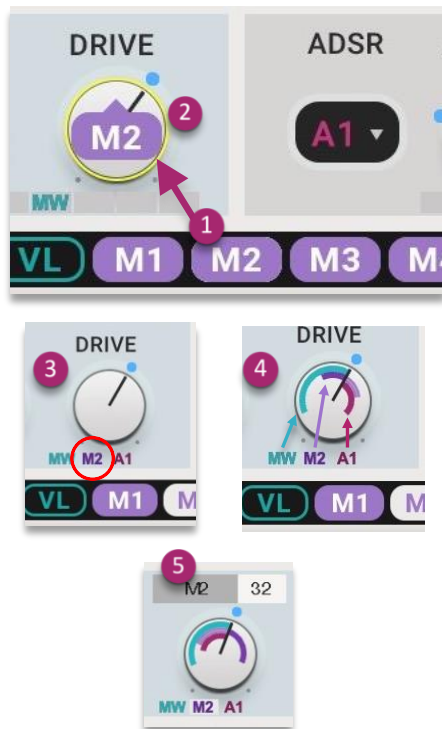 DRIVE
ADSR
2
M2
A1
MW
1
VL M1 M2 M3
3
DRIVE
MW M2 A1
VL M1
4
DRIVE
MW M2 A1
VL M1 M
5
M2 32
MW M2 A1